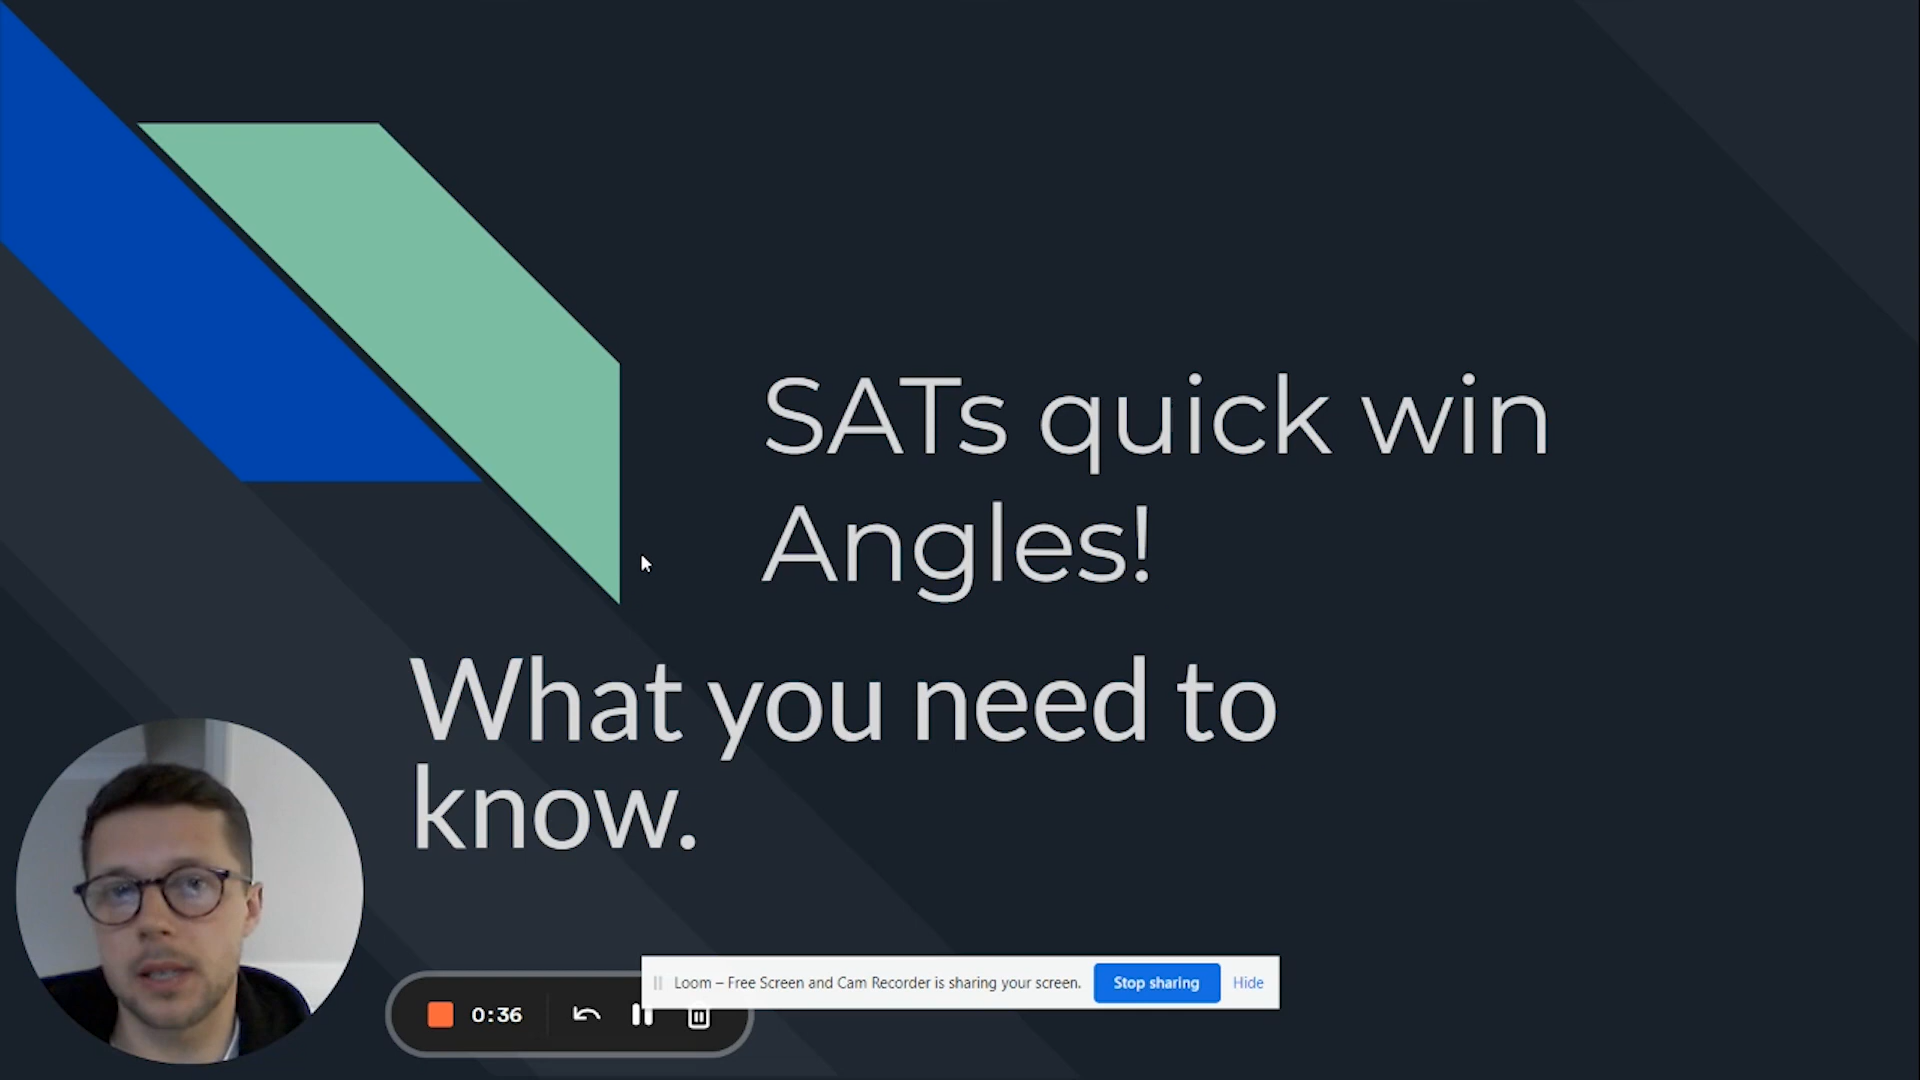 SATs quick win
Angles!
What you need to
know.
Loom – Free Screen and Cam Recorder is sharing your screen.
Stop sharing
Hide
0:36